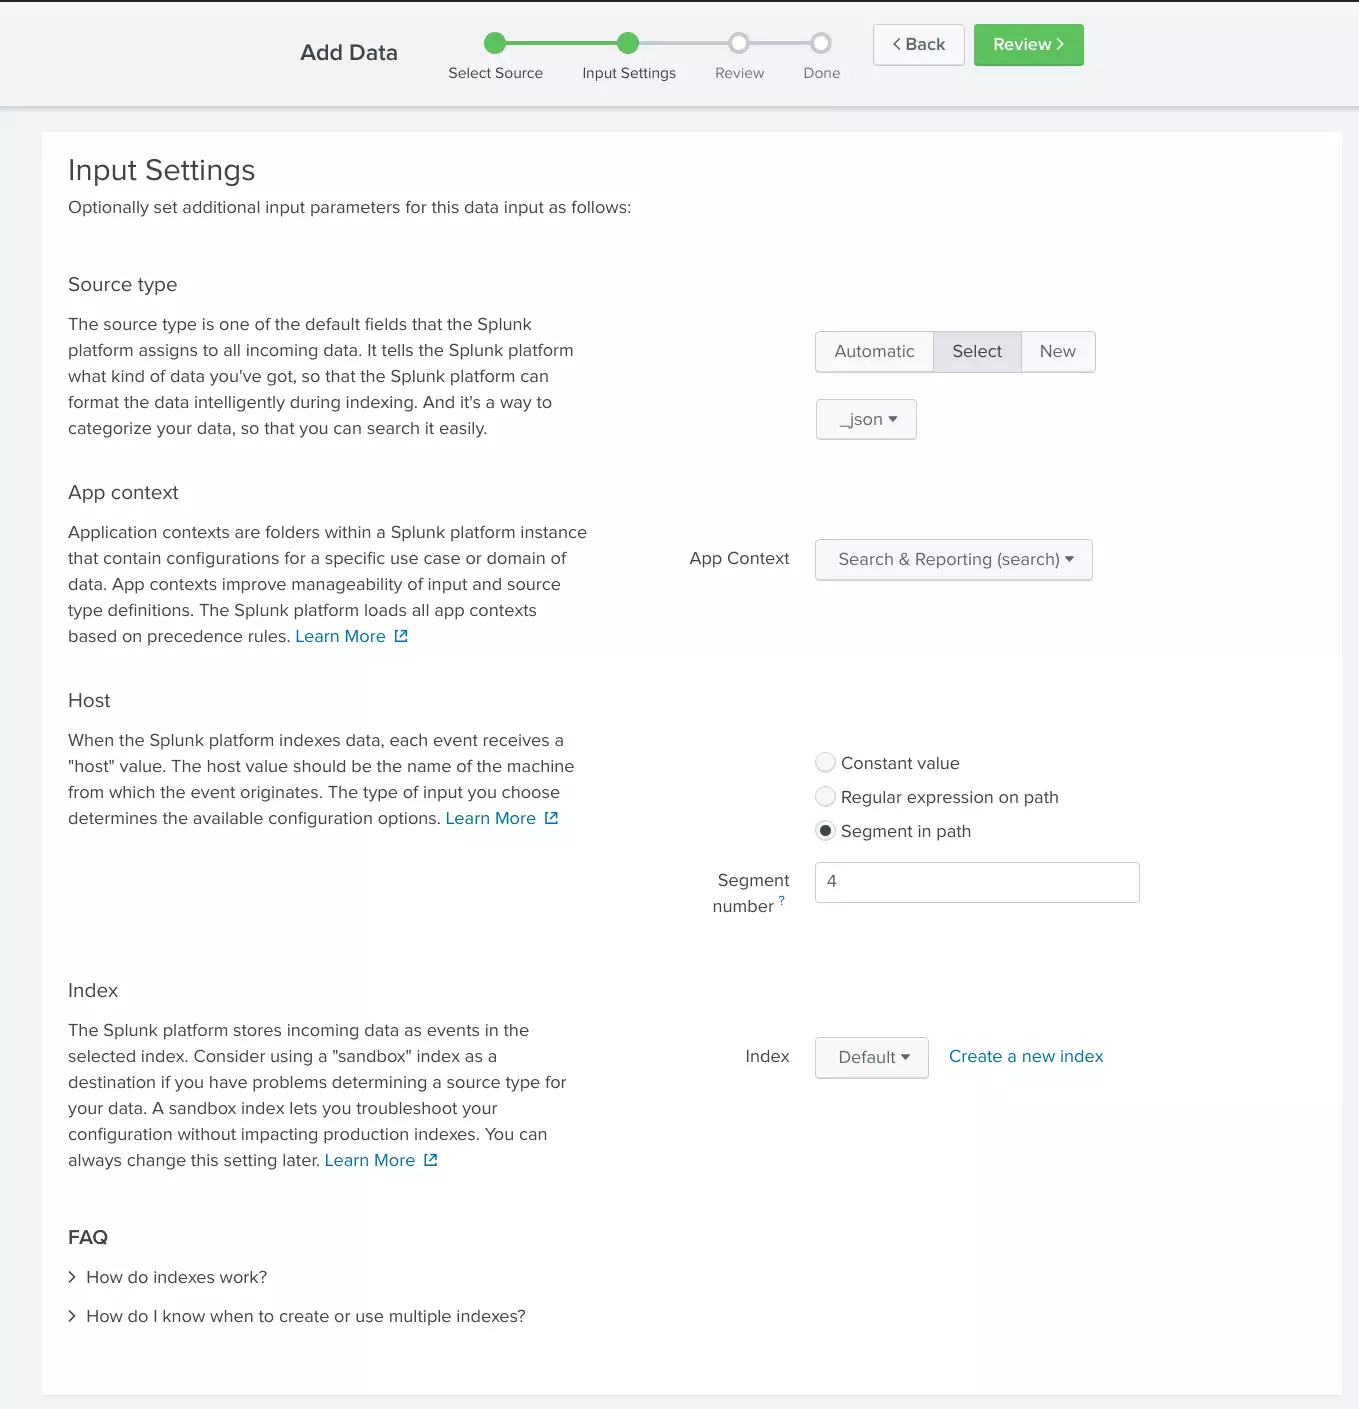 Add Data
Select Source
Input Settings
Review
Done
Back
Review
Input Settings
Optionally set additional input parameters for this data input as follows:
Source type
The source type is one of the default fields that the Splunk
platform assigns to all incoming data. It tells the Splunk platform
what kind of data you've got, so that the Splunk platform can
format the data intelligently during indexing. And it's a way to
categorize your data, so that you can search it easily.
Automatic
Select
New
_json
App context
Application contexts are folders within a Splunk platform instance
that contain configurations for a specific use case or domain of
data. App contexts improve manageability of input and source
type definitions. The Splunk platform loads all app contexts
based on precedence rules. Learn More
App Context
Search & Reporting (search)
Host
When the Splunk platform indexes data, each event receives a
"host" value. The host value should be the name of the machine
from which the event originates. The type of input you choose
determines the available configuration options. Learn More
Constant value
Regular expression on path
Segment in path
Segment
number ?
4
Index
The Splunk platform stores incoming data as events in the
selected index. Consider using a "sandbox" index as a
destination if you have problems determining a source type for
your data. A sandbox index lets you troubleshoot your
configuration without impacting production indexes. You can
always change this setting later. Learn More
Index
Default
Create a new index
FAQ
How do indexes work?
How do I know when to create or use multiple indexes?